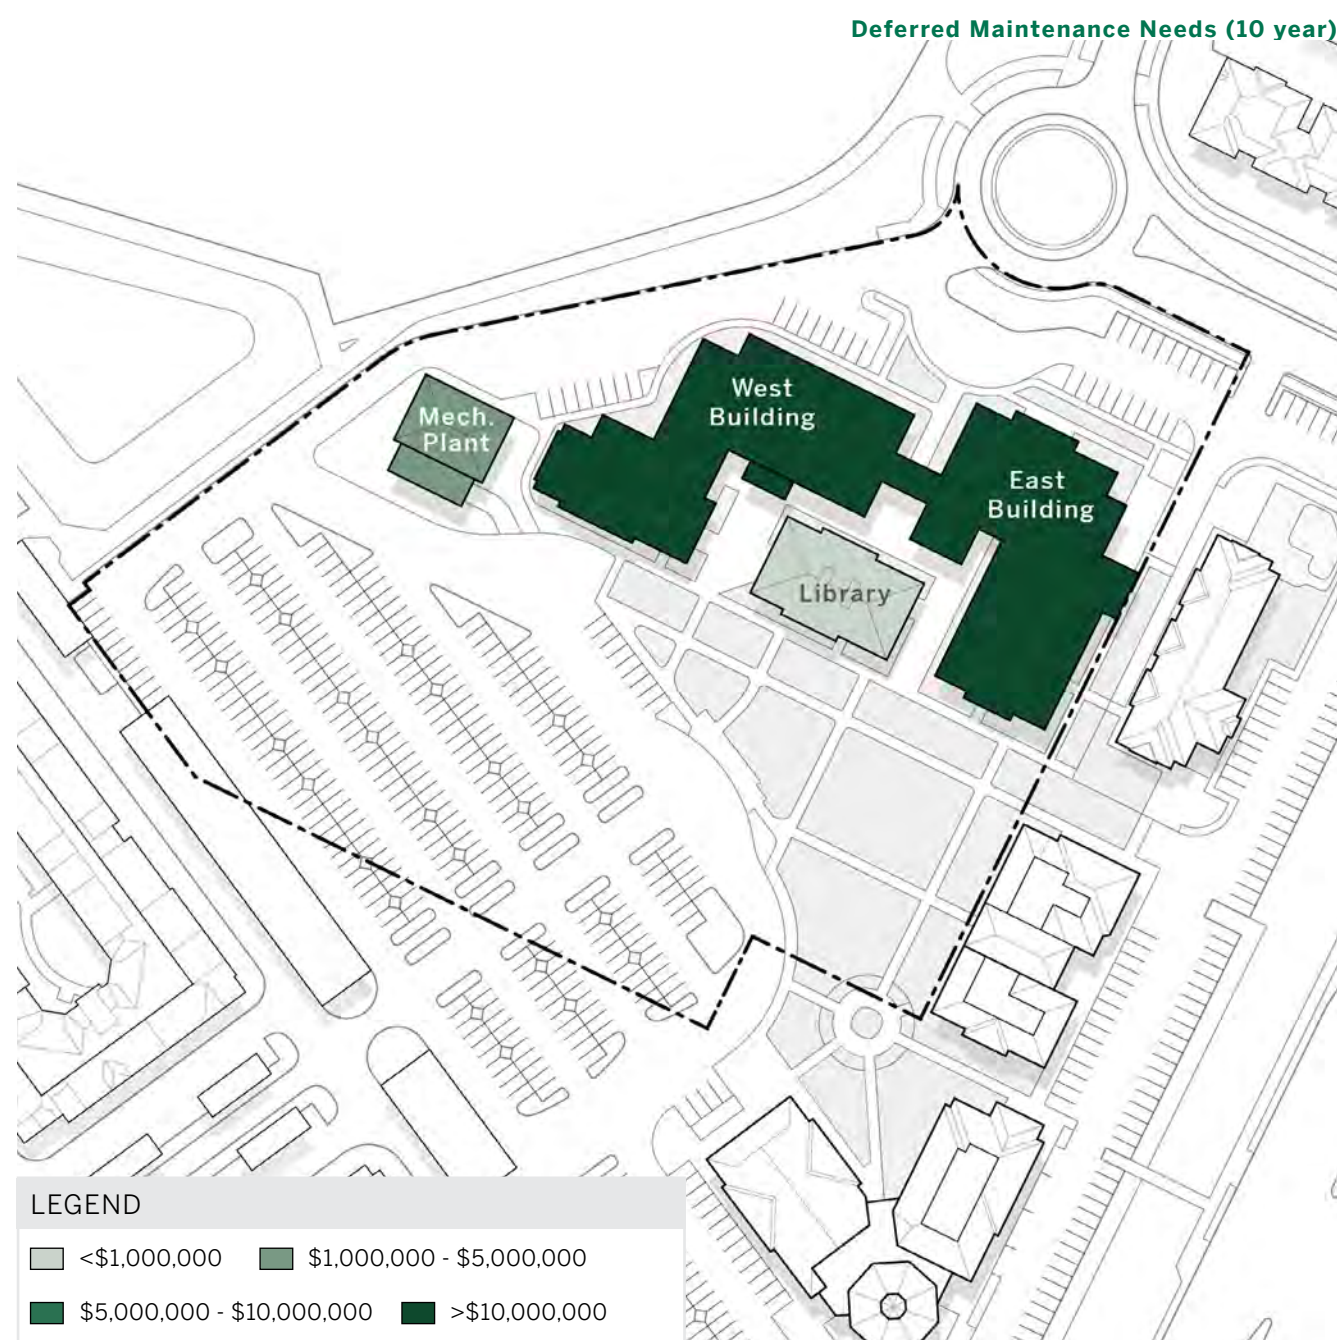 Deferred Maintenance Needs (10 year)
West
Building
Mech.
Plant
East
Building
Library
LEGEND
<$1,000,000
$1,000,000 - $5,000,000
$5,000,000 - $10,000,000
>$10,000,000